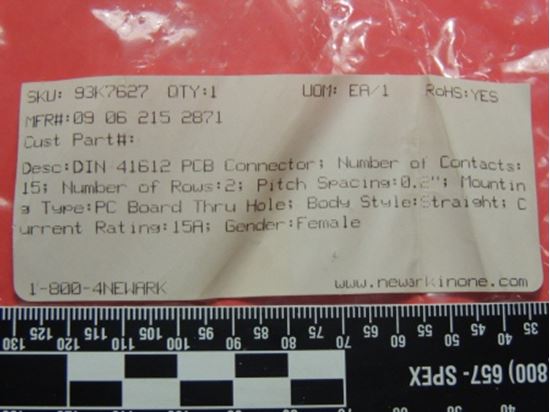 SKU: 93K7627 QTY:1 UOM: EA/1 RoHS:YES
MFR#:09 06 215 2871
Cust Part#:
Desc:DIN 41612 PCB Connector; Number of Contacts:
15; Number of Rows:2; Pitch Spacing:0.2"; Mountin
g Type:PC Board Thru Hole; Body Style:Straight; C
urrent Rating:15A; Gender:Female
1-800-4NEWARK www.newarkinone.com
130 125 120 115 110 105 100 95 90 85 80 75 70 65 60 55 50 45 40 35
800) 657 - SPEX